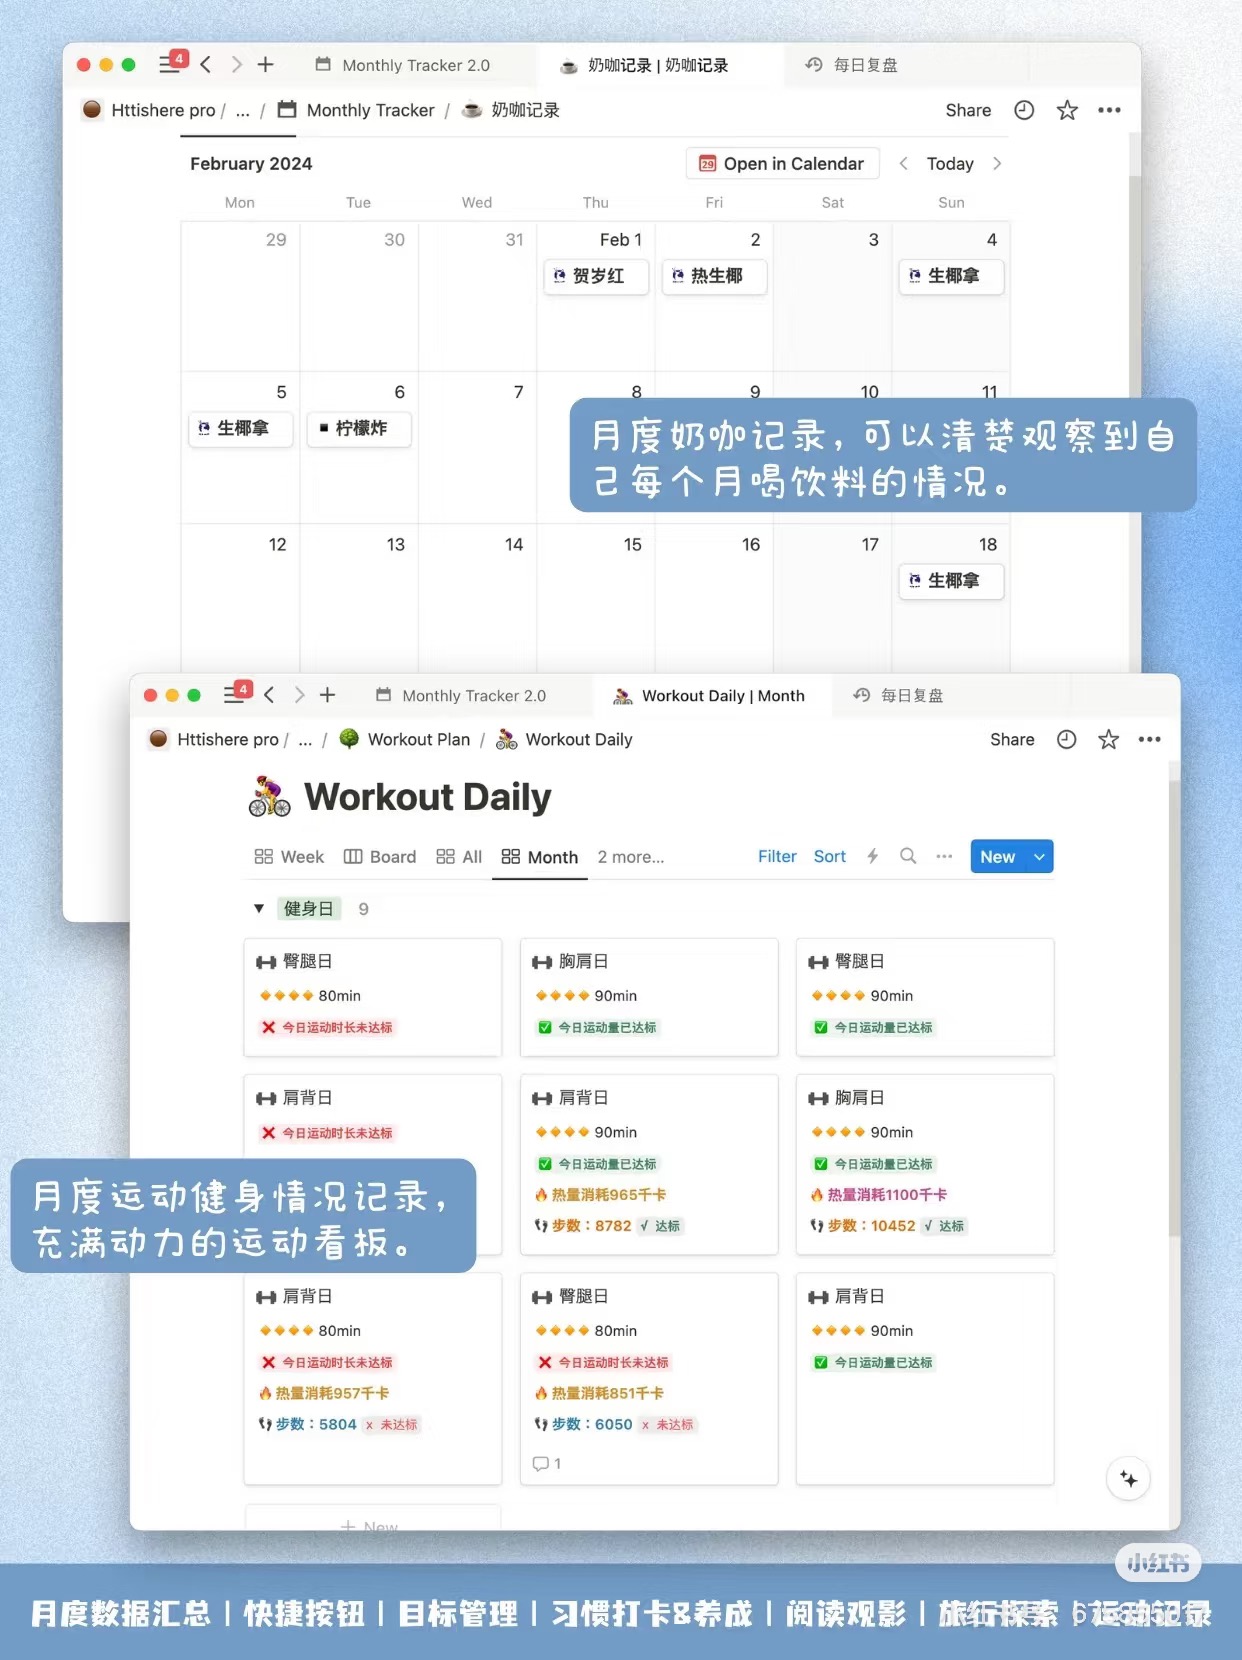 4
Monthly Tracker 2.0
奶咖记录 | 奶咖记录
每日复盘
Httishere pro / ... / Monthly Tracker / 奶咖记录
Share
February 2024
29 Open in Calendar
Today
Mon Tue Wed Thu Fri Sat Sun
29 30 31 Feb 1 2 3 4
贺岁红 热生椰 生椰拿
5 6 7 8 9 10 11
生椰拿 柠檬炸
月度奶咖记录，可以清楚观察到自
己每个月喝饮料的情况。
12 13 14 15 16 17 18
生椰拿
4
Monthly Tracker 2.0
Workout Daily | Month
每日复盘
Httishere pro / ... / Workout Plan / Workout Daily
Share
Workout Daily
Week Board All Month 2 more...
Filter Sort New
健身日 9
臀腿日
80min
今日运动时长未达标
胸肩日
90min
今日运动量已达标
臀腿日
90min
今日运动量已达标
肩背日
今日运动时长未达标
肩背日
90min
今日运动量已达标
热量消耗965千卡
步数：8782 √ 达标
胸肩日
90min
今日运动量已达标
热量消耗1100千卡
步数：10452 √ 达标
月度运动健身情况记录，
充满动力的运动看板。
肩背日
80min
今日运动时长未达标
热量消耗957千卡
步数：5804 x 未达标
臀腿日
80min
今日运动时长未达标
热量消耗851千卡
步数：6050 x 未达标
1
肩背日
90min
今日运动量已达标
+ New
小红书
月度数据汇总 | 快捷按钮 | 目标管理 | 习惯打卡&养成 | 阅读观影 | 旅行探索 | 运动记录